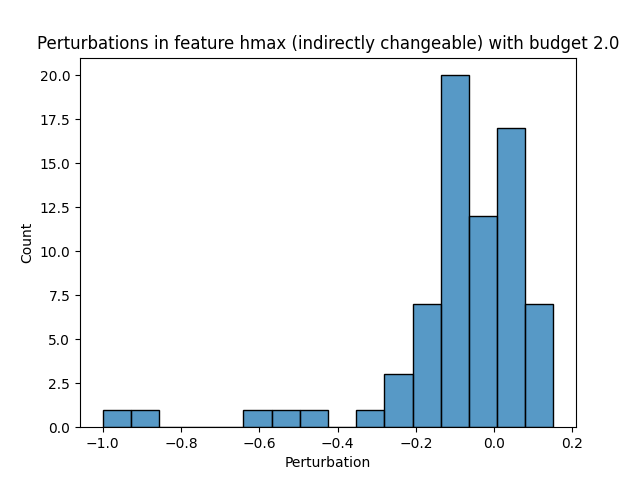 Perturbations in feature hmax (indirectly changeable) with budget 2.0
20.0
17.5
15.0
12.5
10.0
7.5
5.0
2.5
0.0
Count
−1.0 −0.8 −0.6 −0.4 −0.2 0.0 0.2
Perturbation